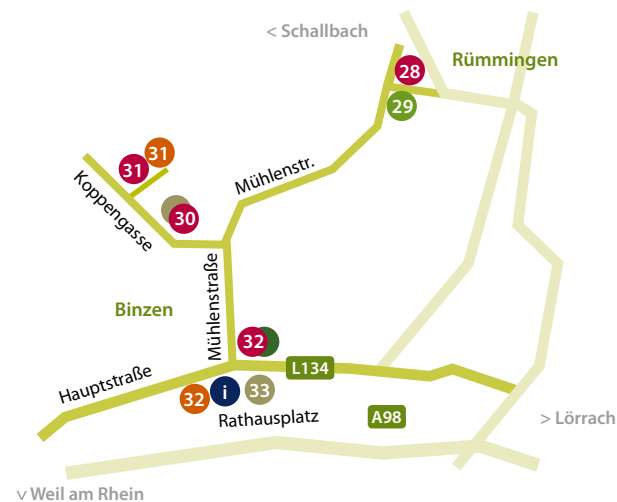 < Schallbach
Rümmingen
28
29
31
31
Mühlenstr.
Koppengasse
30
Mühlenstraße
Binzen
32
L134
Hauptstraße
32
i
33
Rathausplatz
A98
> Lörrach
v Weil am Rhein